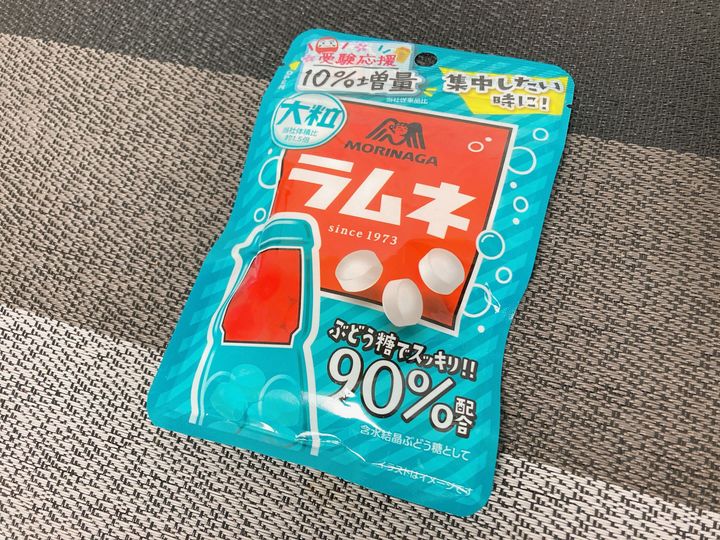 受験応援
10%増量
当社従来品比
集中したい
時に!
大粒
当社体積比
約1.5倍
MORINAGA
ラムネ
since 1973
ぶどう糖でスッキリ!!
90%配合
含水結晶ぶどう糖として
イラストはイメージです